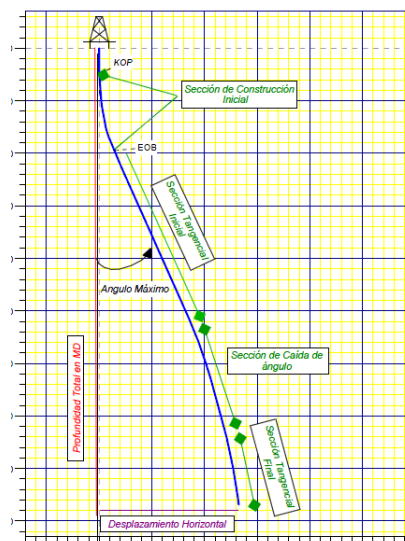 KOP
Sección de Construcción
Inicial
EOB
Sección Tangencial
Inicial
Angulo Máximo
Sección de Caída de
ángulo
Profundidad Total en MD
Sección Tangencial
Final
Desplazamiento Horizontal